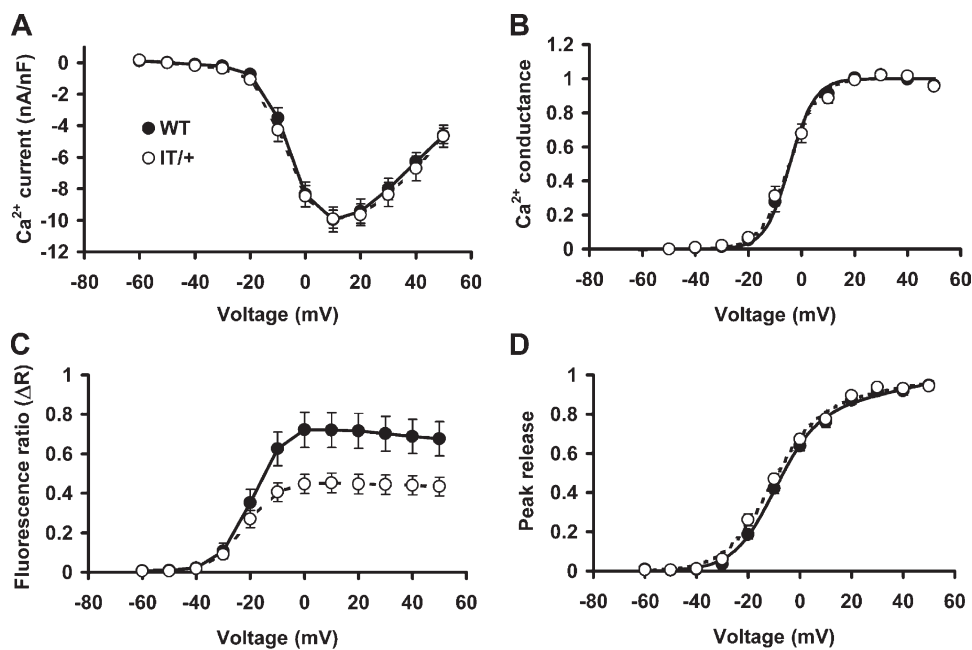 A
Ca2+ current (nA/nF)
0
-2
-4
-6
-8
-10
-12
WT
IT/+
-80 -60 -40 -20 0 20 40 60
Voltage (mV)
B
Ca2+ conductance
1.2
1
0.8
0.6
0.4
0.2
0
-80 -60 -40 -20 0 20 40 60
Voltage (mV)
C
Fluorescence ratio (ΔR)
1
0.8
0.6
0.4
0.2
0
-80 -60 -40 -20 0 20 40 60
Voltage (mV)
D
Peak release
1
0.8
0.6
0.4
0.2
0
-80 -60 -40 -20 0 20 40 60
Voltage (mV)